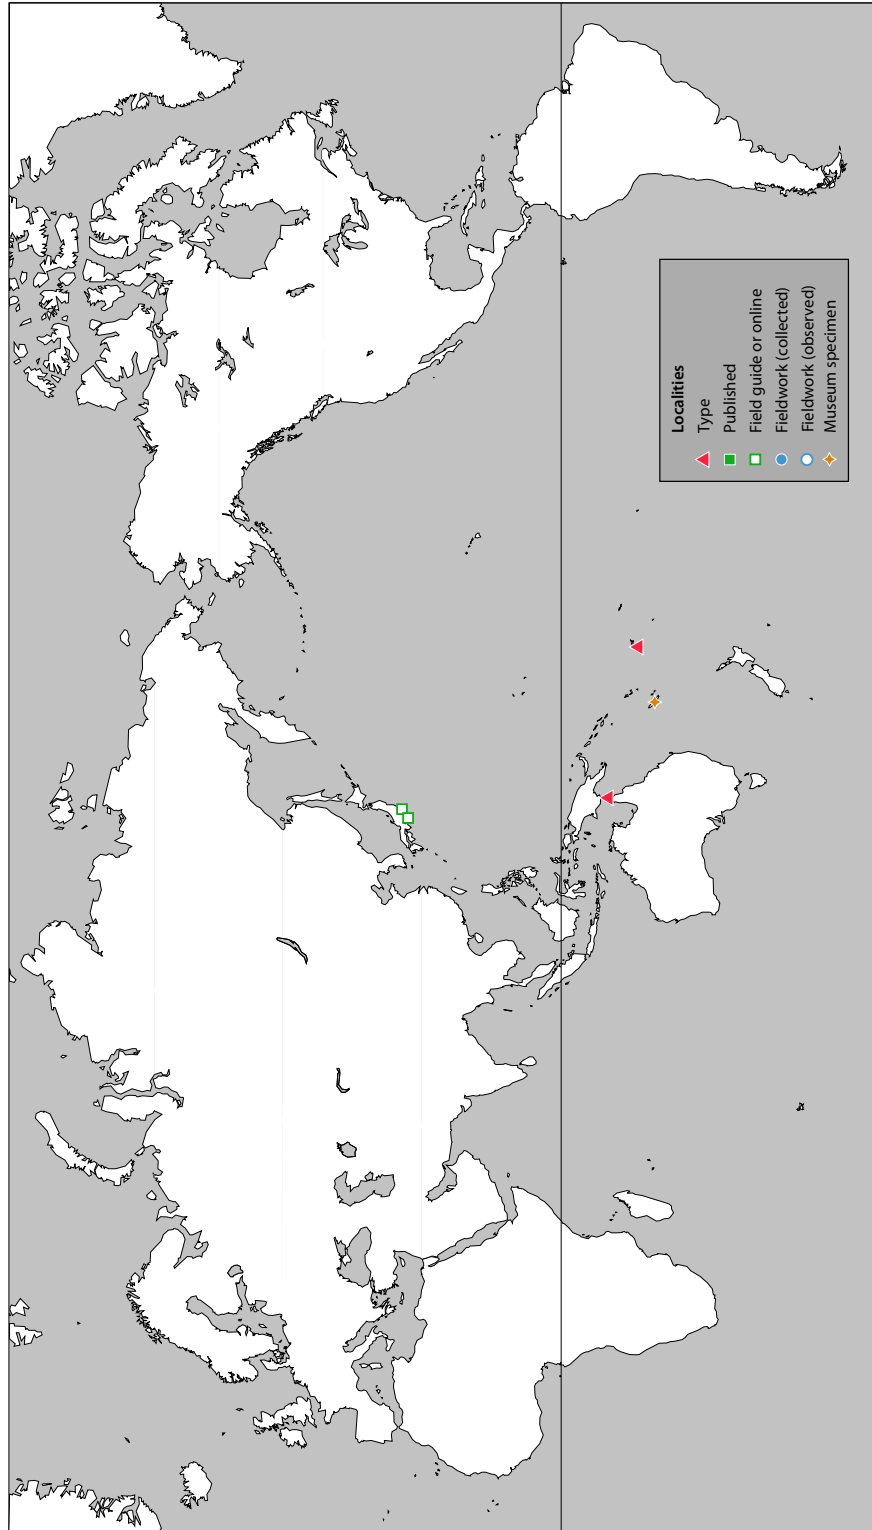 Localities
Type
Published
Field guide or online
Fieldwork (collected)
Fieldwork (observed)
Museum specimen